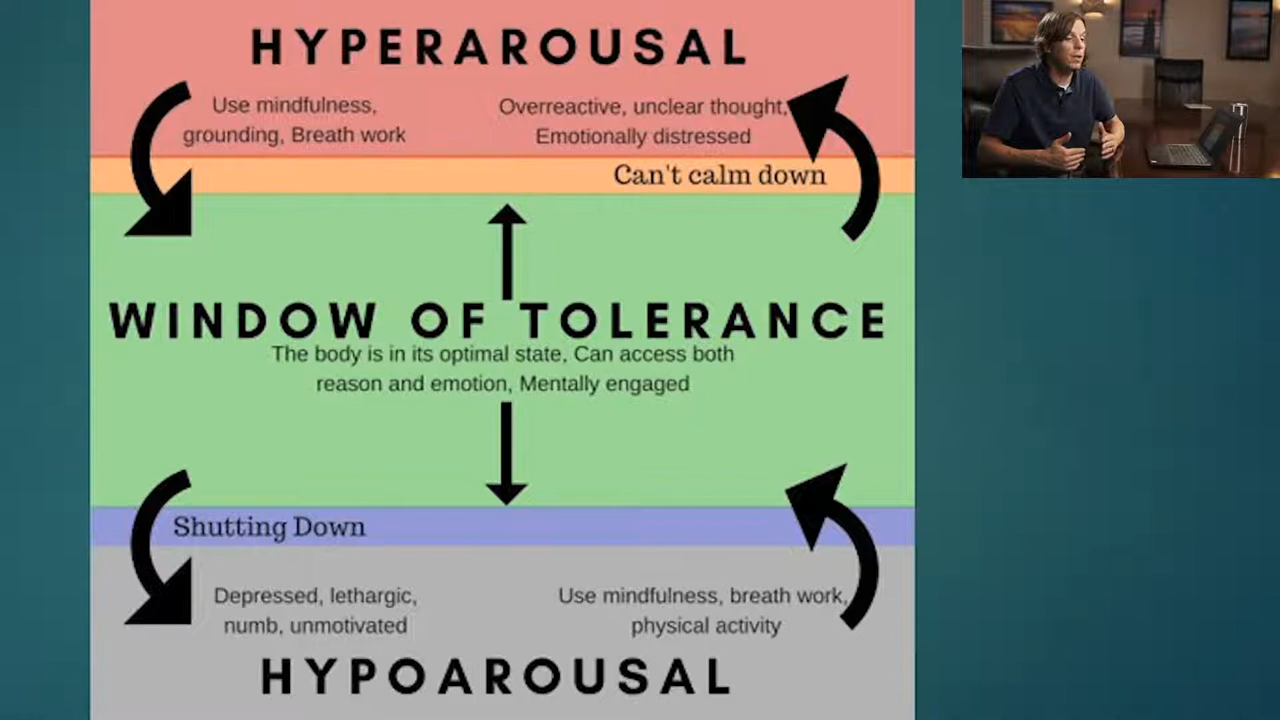 HYPERAROUSAL
Use mindfulness,
grounding, Breath work
Overreactive, unclear thought,
Emotionally distressed
Can't calm down
WINDOW OF TOLERANCE
The body is in its optimal state, Can access both
reason and emotion, Mentally engaged
Shutting Down
Depressed, lethargic,
numb, unmotivated
Use mindfulness, breath work,
physical activity
HYPOAROUSAL